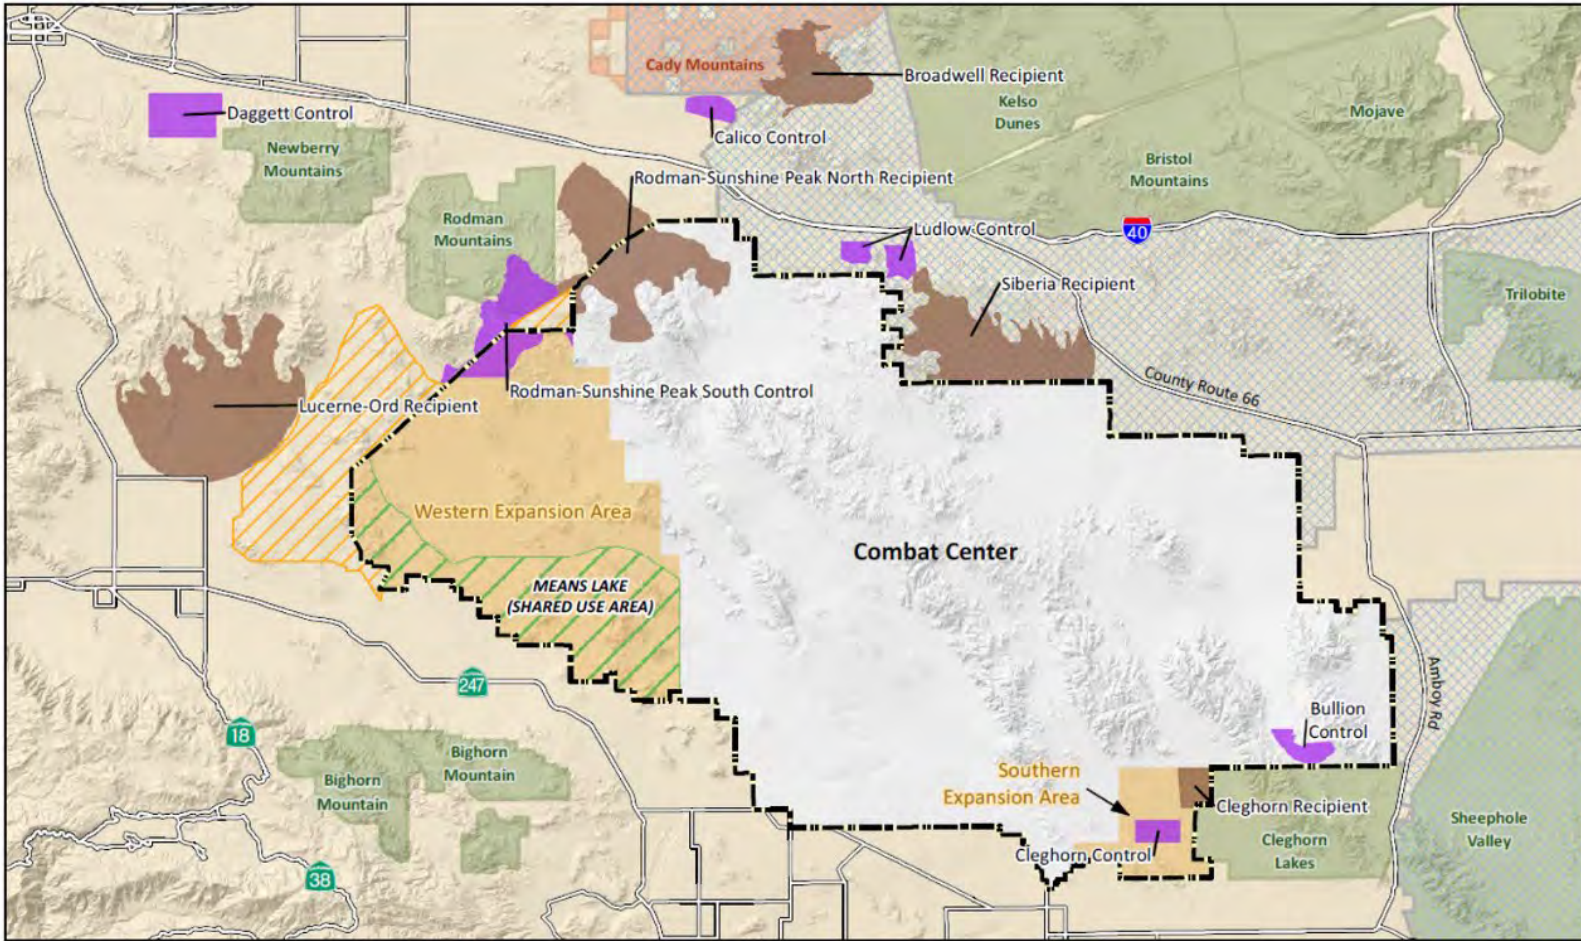 Cady Mountains
Broadwell Recipient
Kelso
Dunes
Mojave
Daggett Control
Calico Control
Newberry
Mountains
Bristol
Mountains
Rodman-Sunshine Peak North Recipient
Rodman
Mountains
Ludlow Control
40
Siberia Recipient
Trilobite
County Route 66
Rodman-Sunshine Peak South Control
Lucerne-Ord Recipient
Western Expansion Area
Combat Center
MEANS LAKE
(SHARED USE AREA)
247
Amboy Rd
18
Bullion
Control
Bighorn
Mountain
Bighorn
Mountain
Southern
Expansion Area
Cleghorn Recipient
Sheephole
Valley
Cleghorn
Lakes
Cleghorn Control
38